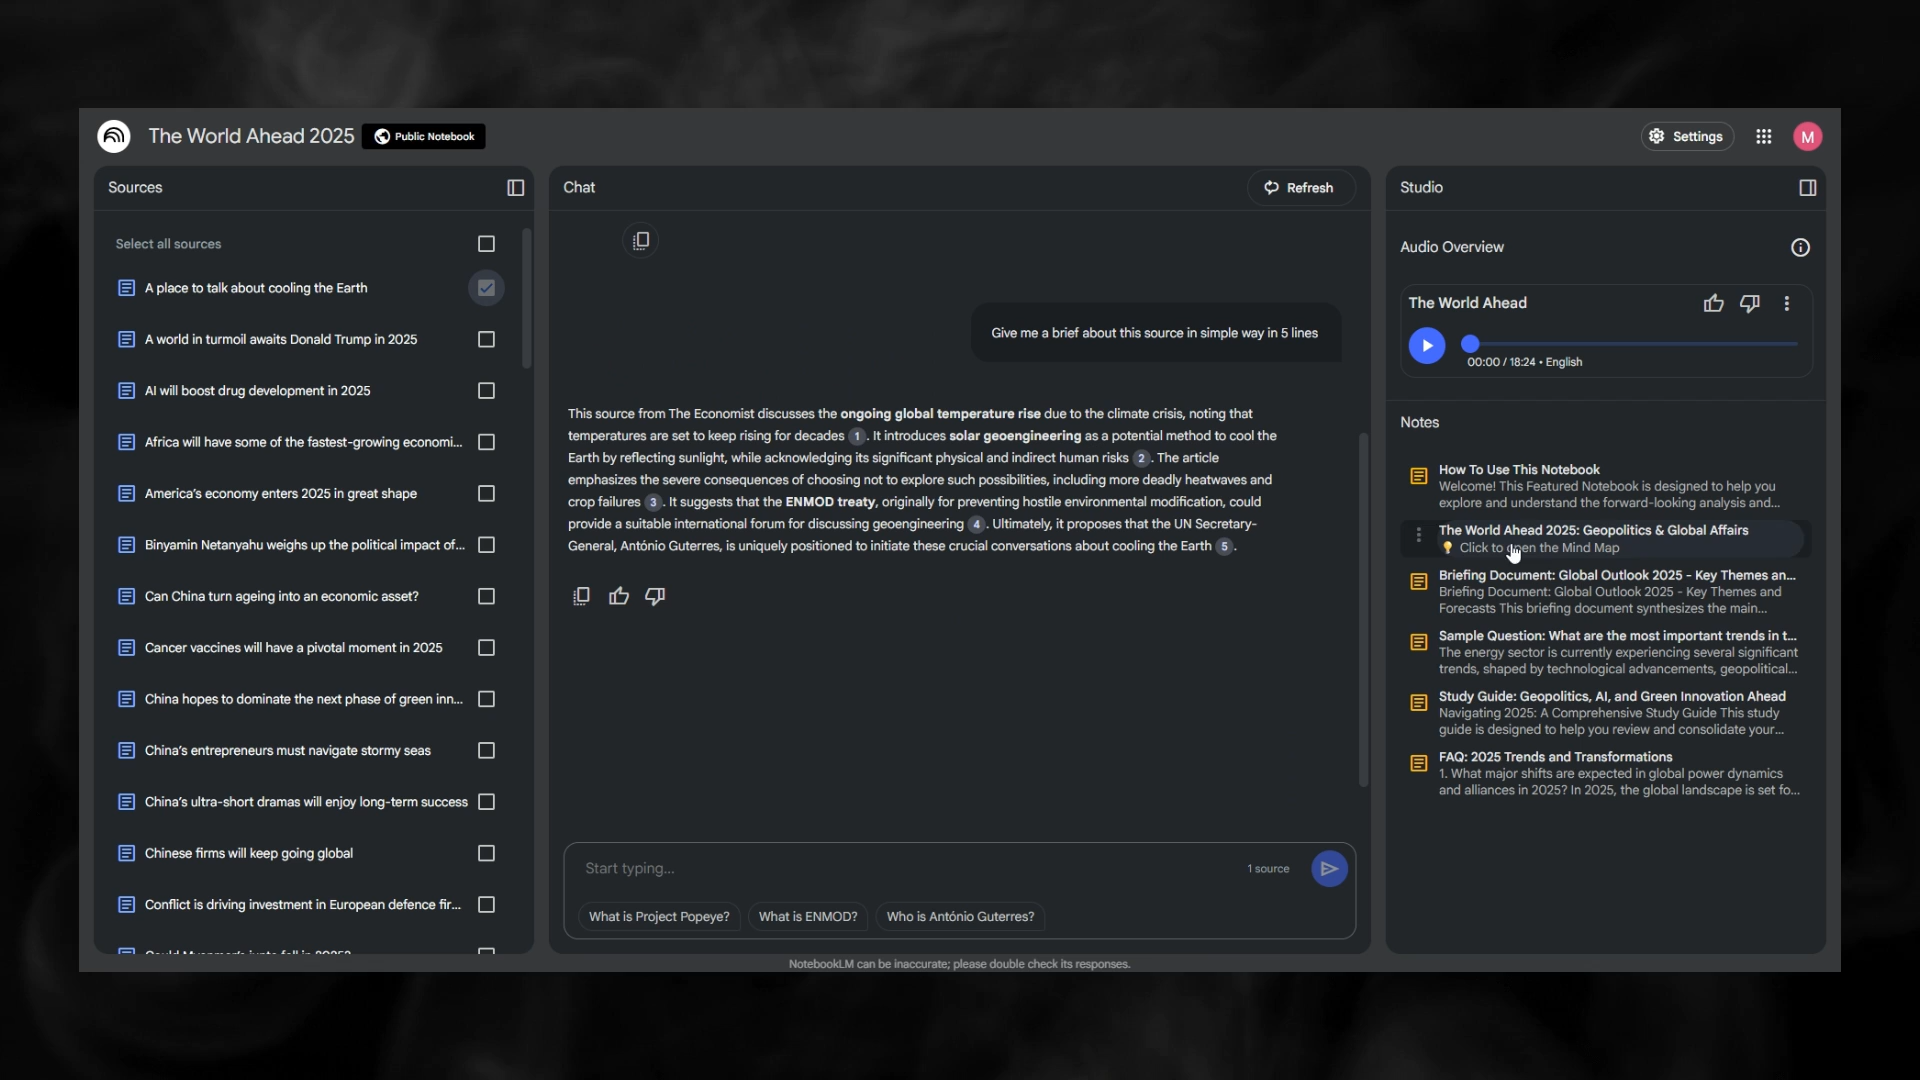 The World Ahead 2025
Public Notebook
Settings
M
Sources
Select all sources
A place to talk about cooling the Earth
A world in turmoil awaits Donald Trump in 2025
AI will boost drug development in 2025
Africa will have some of the fastest-growing economi...
America's economy enters 2025 in great shape
Binyamin Netanyahu weighs up the political impact of...
Can China turn ageing into an economic asset?
Cancer vaccines will have a pivotal moment in 2025
China hopes to dominate the next phase of green inn...
China's entrepreneurs must navigate stormy seas
China's ultra-short dramas will enjoy long-term success
Chinese firms will keep going global
Conflict is driving investment in European defence fir...
Chat
Refresh
Give me a brief about this source in simple way in 5 lines
This source from The Economist discusses the ongoing global temperature rise due to the climate crisis, noting that
temperatures are set to keep rising for decades 1. It introduces solar geoengineering as a potential method to cool the
Earth by reflecting sunlight, while acknowledging its significant physical and indirect human risks 2. The article
emphasizes the severe consequences of choosing not to explore such possibilities, including more deadly heatwaves and
crop failures 3. It suggests that the ENMOD treaty, originally for preventing hostile environmental modification, could
provide a suitable international forum for discussing geoengineering 4. Ultimately, it proposes that the UN Secretary-
General, António Guterres, is uniquely positioned to initiate these crucial conversations about cooling the Earth 5.
Start typing...
1 source
What is Project Popeye?
What is ENMOD?
Who is António Guterres?
NotebookLM can be inaccurate; please double check its responses.
Studio
Audio Overview
The World Ahead
00:00 / 18:24 • English
Notes
How To Use This Notebook
Welcome! This Featured Notebook is designed to help you
explore and understand the forward-looking analysis and...
The World Ahead 2025: Geopolitics & Global Affairs
Click to open the Mind Map
Briefing Document: Global Outlook 2025 - Key Themes an...
Briefing Document: Global Outlook 2025 - Key Themes and
Forecasts This briefing document synthesizes the main...
Sample Question: What are the most important trends in t...
The energy sector is currently experiencing several significant
trends, shaped by technological advancements, geopolitical...
Study Guide: Geopolitics, AI, and Green Innovation Ahead
Navigating 2025: A Comprehensive Study Guide This study
guide is designed to help you review and consolidate your...
FAQ: 2025 Trends and Transformations
1. What major shifts are expected in global power dynamics
and alliances in 2025? In 2025, the global landscape is set fo...